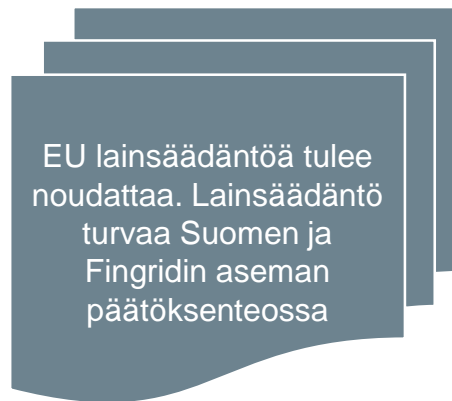 EU lainsäädäntöä tulee
noudattaa. Lainsäädäntö
turvaa Suomen ja
Fingridin aseman
päätöksenteossa